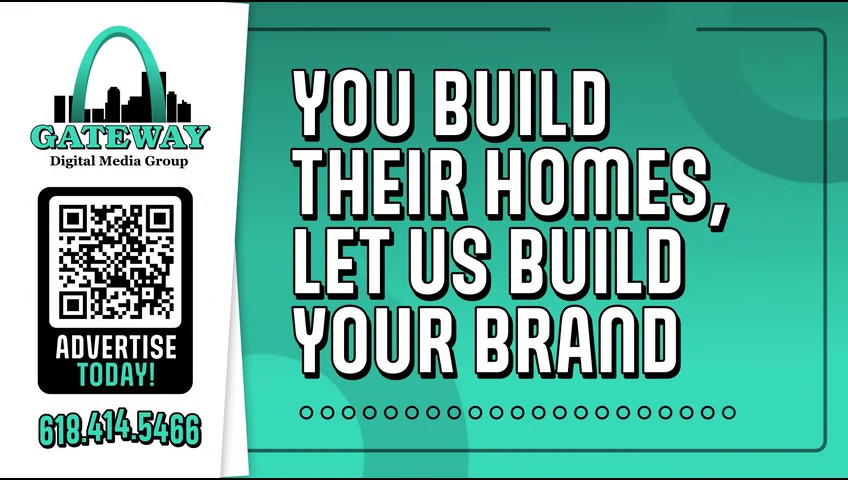 GATEWAY
Digital Media Group
ADVERTISE
TODAY!
618.414.5466
YOU BUILD
THEIR HOMES,
LET US BUILD
YOUR BRAND